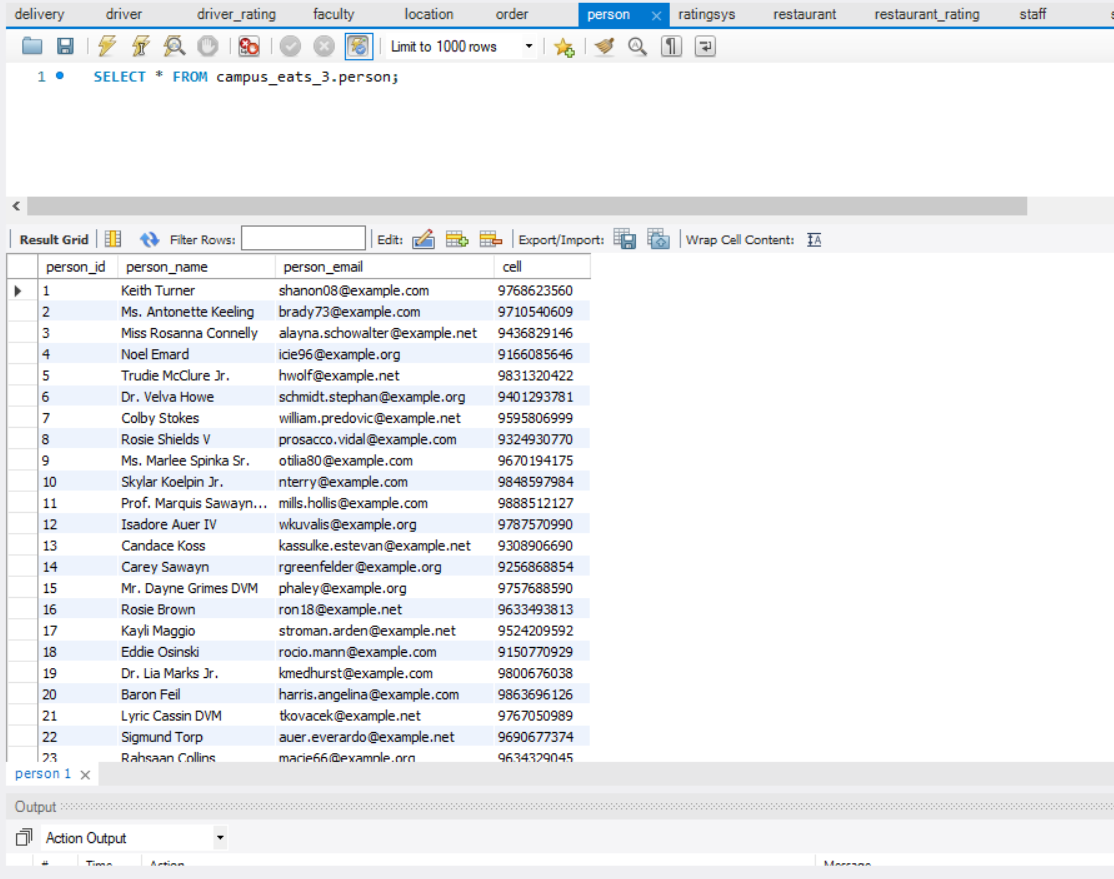 delivery driver driver_rating faculty location order person × ratingsys restaurant restaurant_rating staff
Limit to 1000 rows
1 SELECT * FROM campus_eats_3.person;
Result Grid Filter Rows: Edit: Export/Import: Wrap Cell Content:
person_id person_name person_email cell
1 Keith Turner shanon08@example.com 9768623560
2 Ms. Antonette Keeling brady73@example.com 9710540609
3 Miss Rosanna Connelly alayna.schowalter@example.net 9436829146
4 Noel Emard icie96@example.org 9166085646
5 Trudie McClure Jr. hwolf@example.net 9831320422
6 Dr. Velva Howe schmidt.stephan@example.org 9401293781
7 Colby Stokes william.predovic@example.net 9595806999
8 Rosie Shields V prosacco.vidal@example.com 9324930770
9 Ms. Marlee Spinka Sr. otilia80@example.com 9670194175
10 Skylar Koelpin Jr. nterry@example.com 9848597984
11 Prof. Marquis Sawayn... mills.hollis@example.com 9888512127
12 Isadore Auer IV wkuvalis@example.org 9787570990
13 Candace Koss kassulke.estevan@example.net 9308906690
14 Carey Sawayn rgreenfelder@example.org 9256868854
15 Mr. Dayne Grimes DVM phaley@example.org 9757688590
16 Rosie Brown ron18@example.net 9633493813
17 Kayli Maggio stroman.arden@example.net 9524209592
18 Eddie Osinski rocio.mann@example.com 9150770929
19 Dr. Lia Marks Jr. kmedhurst@example.com 9800676038
20 Baron Feil harris.angelina@example.com 9863696126
21 Lyric Cassin DVM tkovacek@example.net 9767050989
22 Sigmund Torp auer.everardo@example.net 9690677374
23 Rahsaan Collins macie66@example.org 9634329045
person 1 ×
Output
Action Output
# Time Action Message